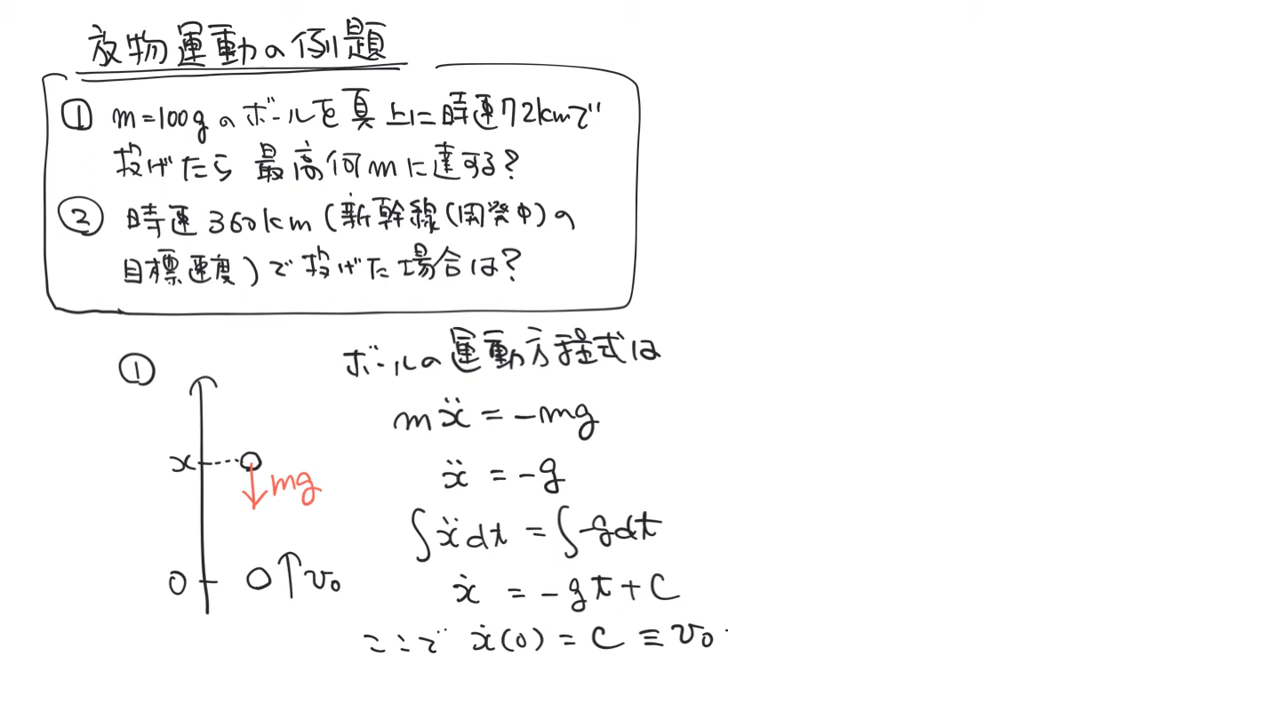 放物運動の例題
① m=100gのボールを真上に時速72kmで
投げたら最高何mに達する?
② 時速360km(新幹線(開発中)の
目標速度)で投げた場合は?
①
ボールの運動方程式は
mẍ = -mg
ẍ = -g
∫ẍdt = ∫-gdt
ẋ = -gt + C
ここで ẋ(0) = C ≡ v₀
x
mg
0
v₀